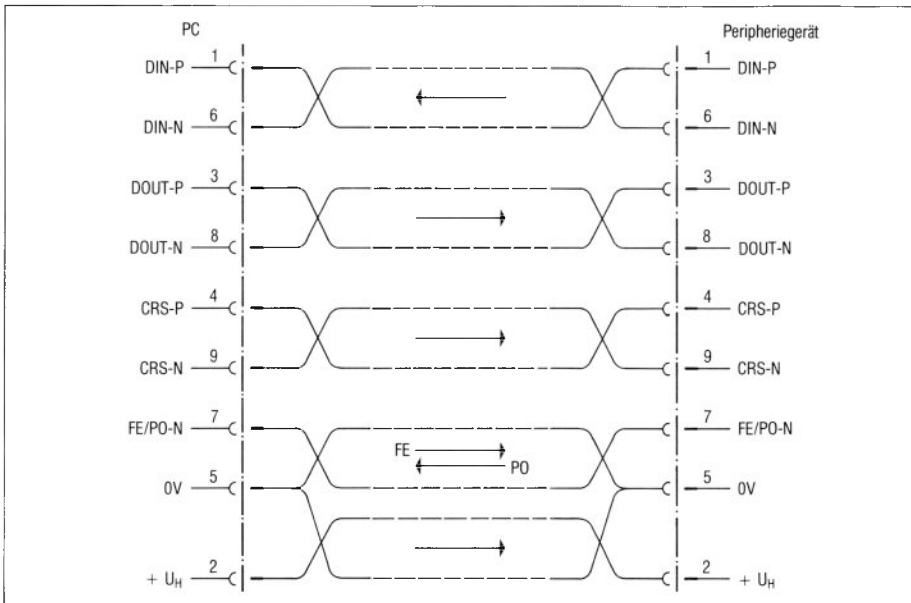 PC Peripheriegerät
DIN-P 1 1 DIN-P
DIN-N 6 6 DIN-N
DOUT-P 3 3 DOUT-P
DOUT-N 8 8 DOUT-N
CRS-P 4 4 CRS-P
CRS-N 9 9 CRS-N
FE/PO-N 7 7 FE/PO-N
FE
PO
0V 5 5 0V
+ UH 2 2 + UH